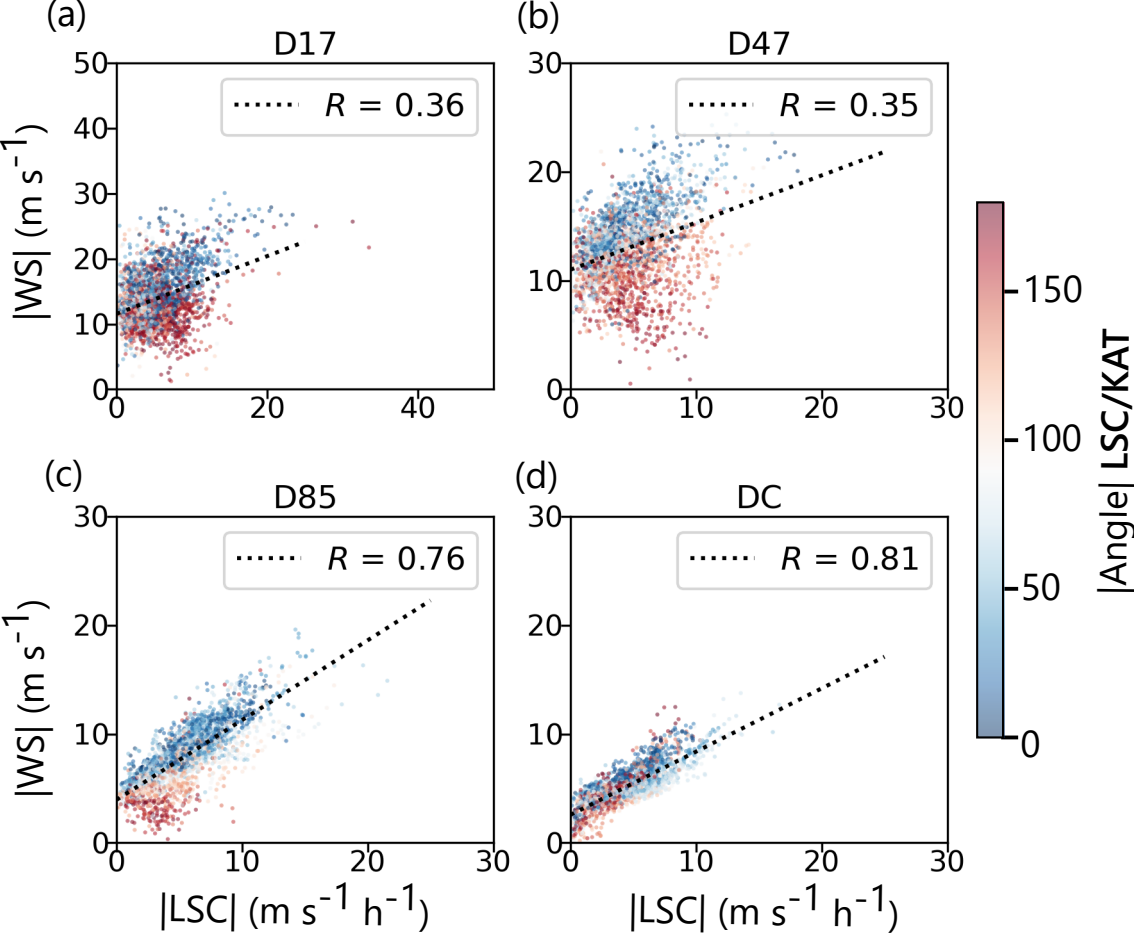 (a)
D17
50
40
30
20
10
0
0 20 40
|WS| (m s⁻¹)
R = 0.36
(b)
D47
30
20
10
0
0 10 20 30
R = 0.35
(c)
D85
30
20
10
0
0 10 20 30
|WS| (m s⁻¹)
|LSC| (m s⁻¹ h⁻¹)
R = 0.76
(d)
DC
30
20
10
0
0 10 20 30
|LSC| (m s⁻¹ h⁻¹)
R = 0.81
150
100
50
0
|Angle| LSC/KAT